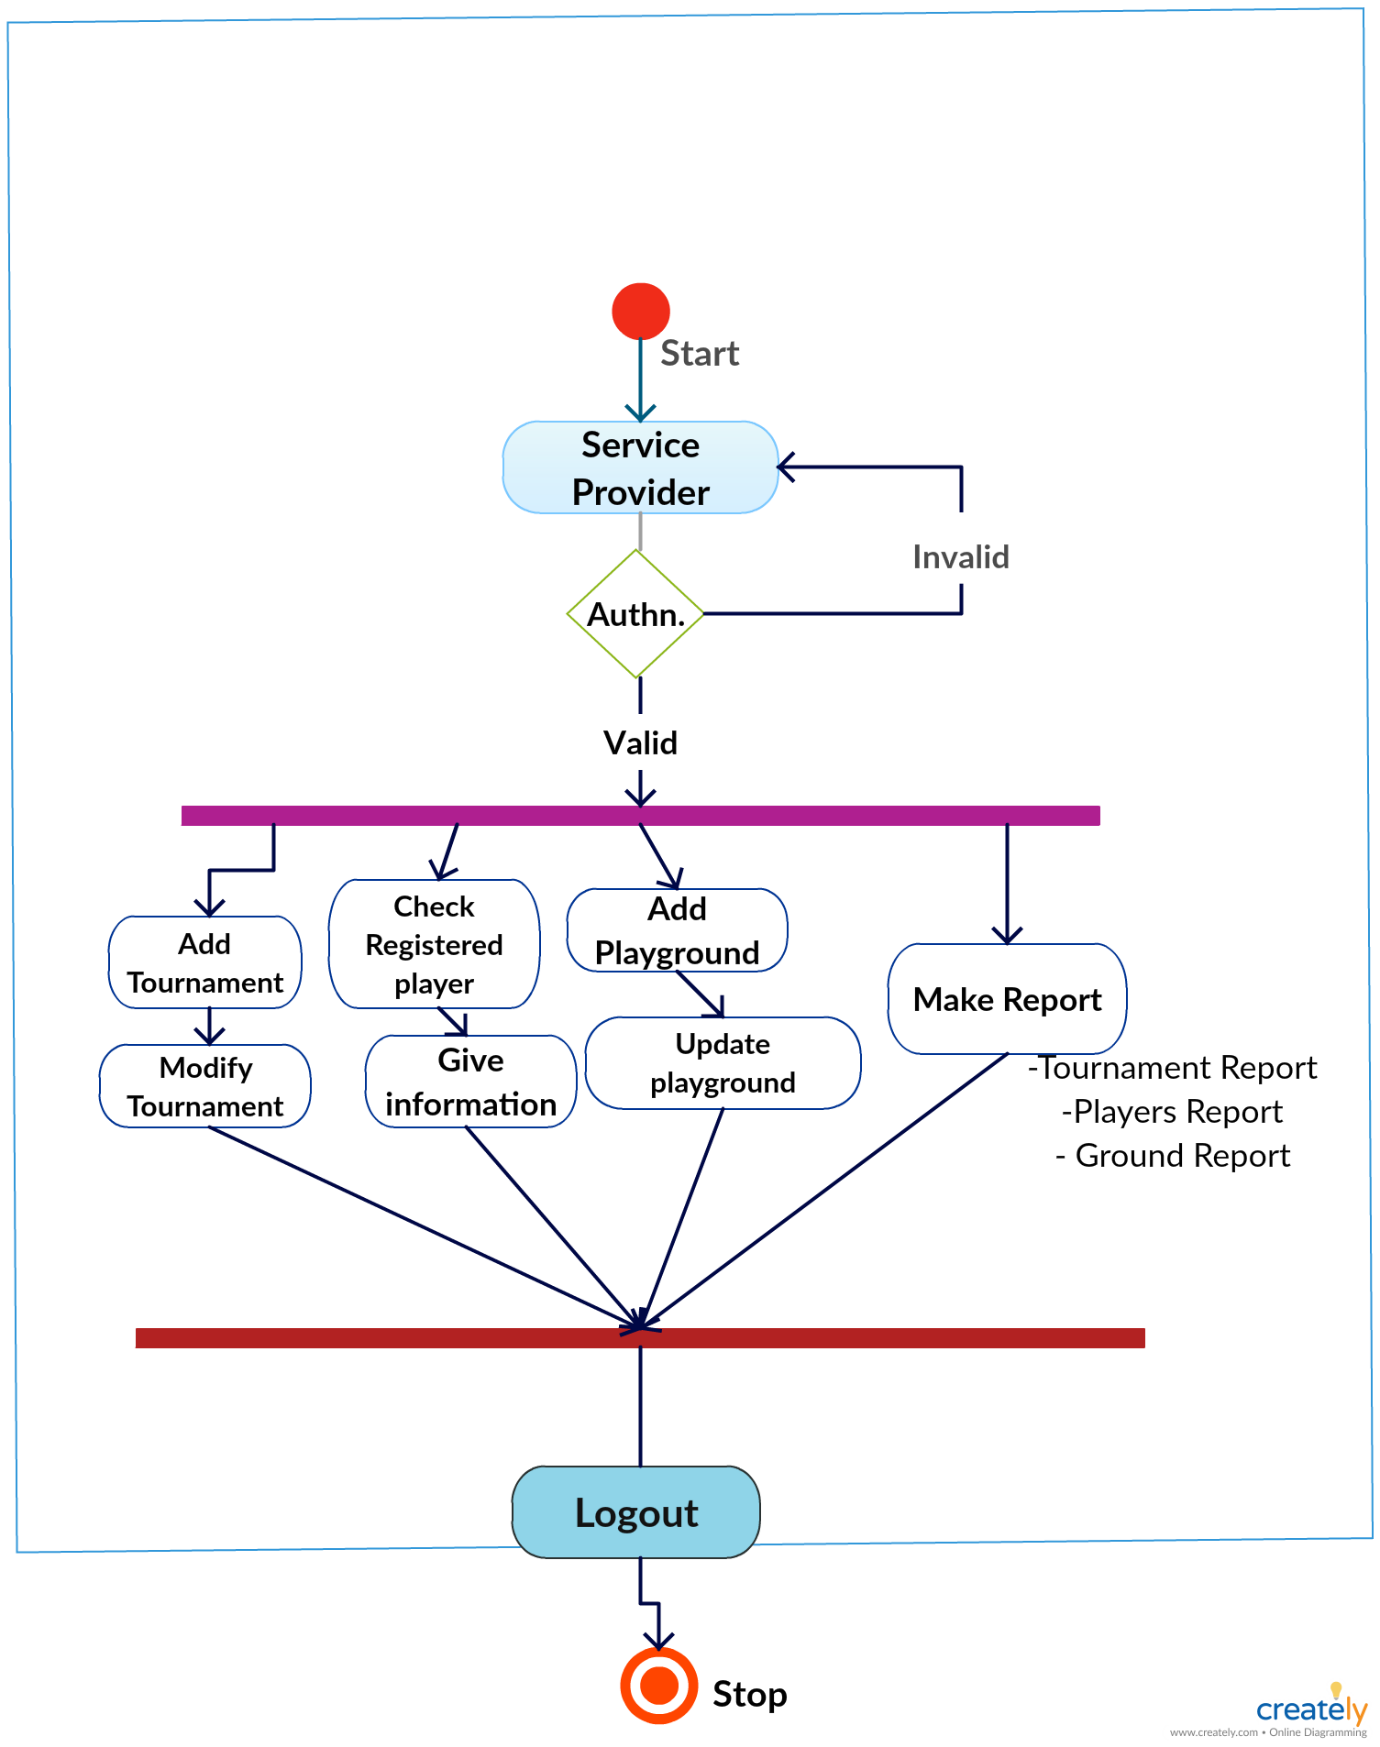 Start
Service
Provider
Invalid
Authn.
Valid
Add
Tournament
Check
Registered
player
Add
Playground
Make Report
Modify
Tournament
Give
information
Update
playground
-Tournament Report
-Players Report
- Ground Report
Logout
Stop
creately
www.creately.com • Online Diagramming